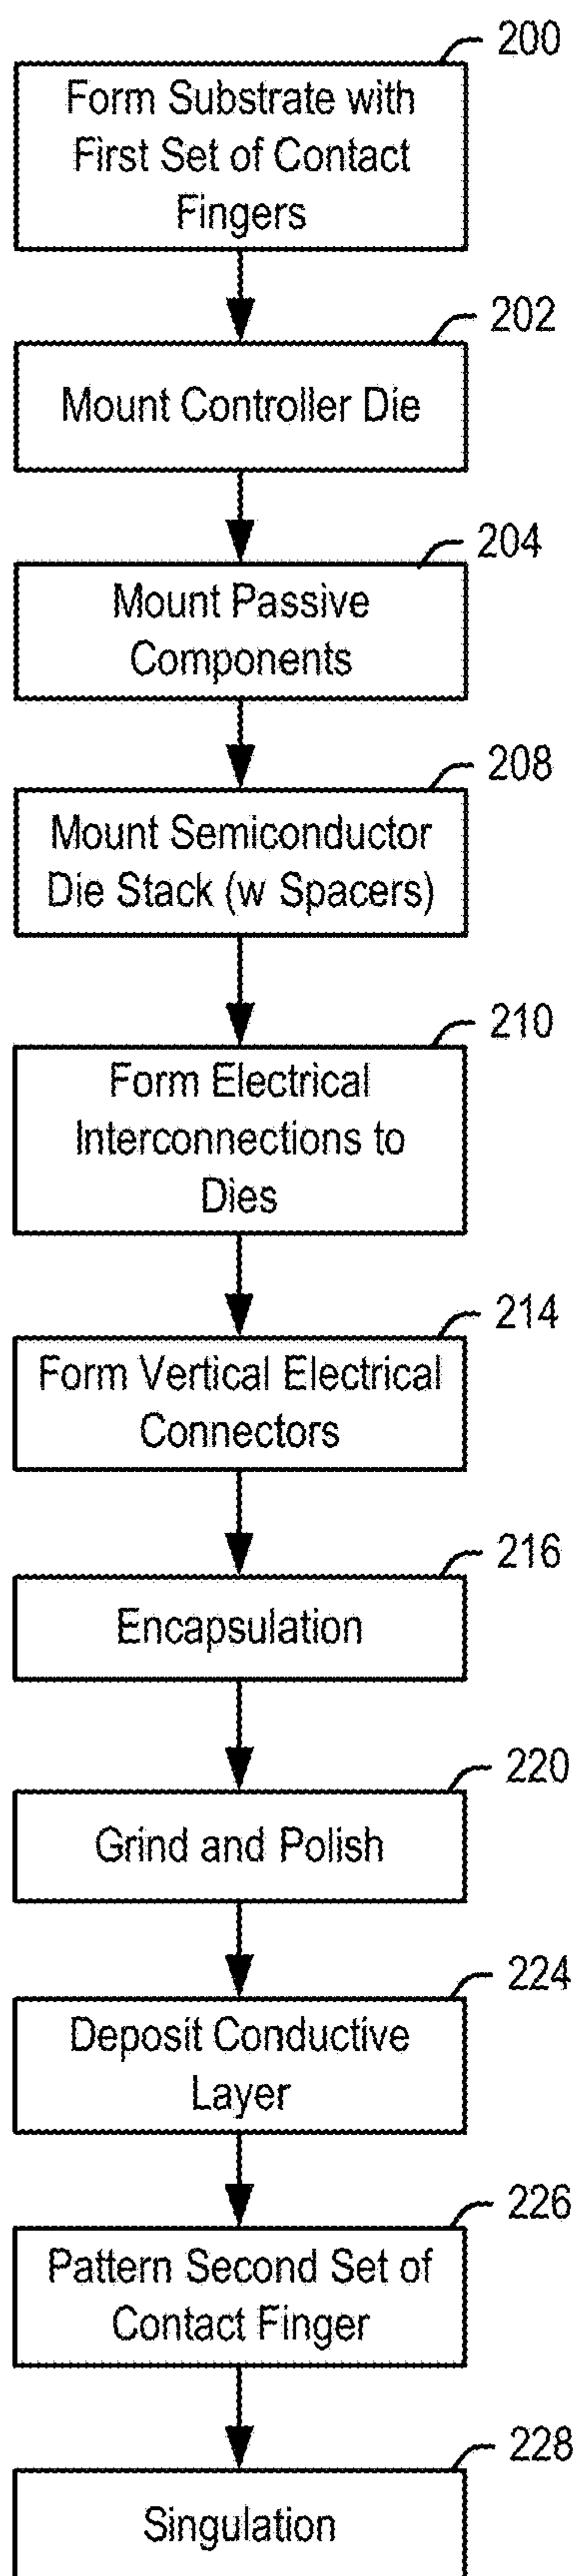 200
Form Substrate with
First Set of Contact
Fingers
202
Mount Controller Die
204
Mount Passive
Components
208
Mount Semiconductor
Die Stack (w Spacers)
210
Form Electrical
Interconnections to
Dies
214
Form Vertical Electrical
Connectors
216
Encapsulation
220
Grind and Polish
224
Deposit Conductive
Layer
226
Pattern Second Set of
Contact Finger
228
Singulation